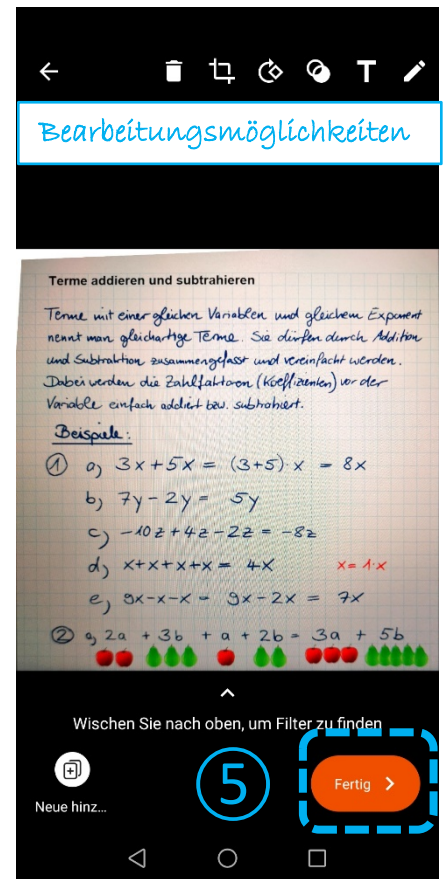 Bearbeitungsmöglichkeiten
Terme addieren und subtrahieren
Terme mit einer gleichen Variablen und gleichem Exponent
nennt man gleichartige Terme. Sie dürfen durch Addition
und Subtraktion zusammengefasst und vereinfacht werden.
Dabei werden die Zahlfaktoren (Koeffizienten) vor der
Variable einfach addiert bzw. subtrahiert.
Beispiele:
① a) 3x + 5x = (3+5)·x = 8x
b) 7y - 2y = 5y
c) -10z + 4z - 2z = -8z
d) x+x+x+x = 4x x = 1·x
e) 9x-x-x = 9x - 2x = 7x
② a) 2a + 3b + a + 2b = 3a + 5b
Wischen Sie nach oben, um Filter zu finden
5
Fertig
Neue hinz...